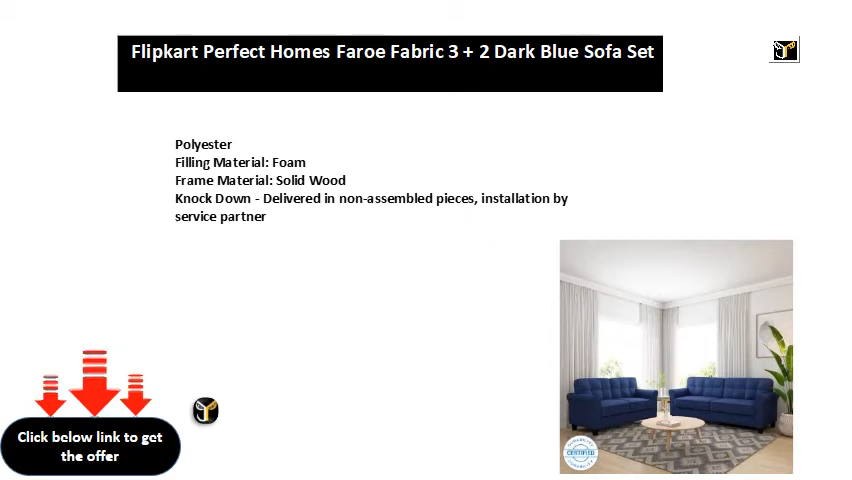 Flipkart Perfect Homes Faroe Fabric 3 + 2 Dark Blue Sofa Set
Polyester
Filling Material: Foam
Frame Material: Solid Wood
Knock Down - Delivered in non-assembled pieces, installation by
service partner
Click below link to get
the offer
DURABILITY
CERTIFIED
DURABILITY